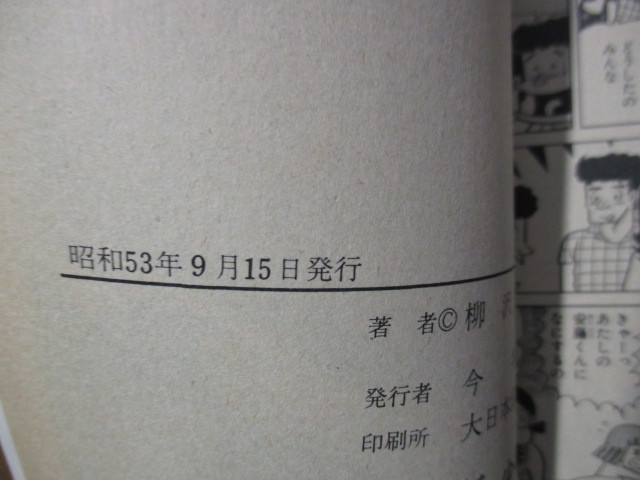 昭和53年9月15日発行
著者©柳沢
発行者 今
印刷所 大日本
どうしたの
みんな
きゃーっ
あたしの
安藤くんに
なにするの